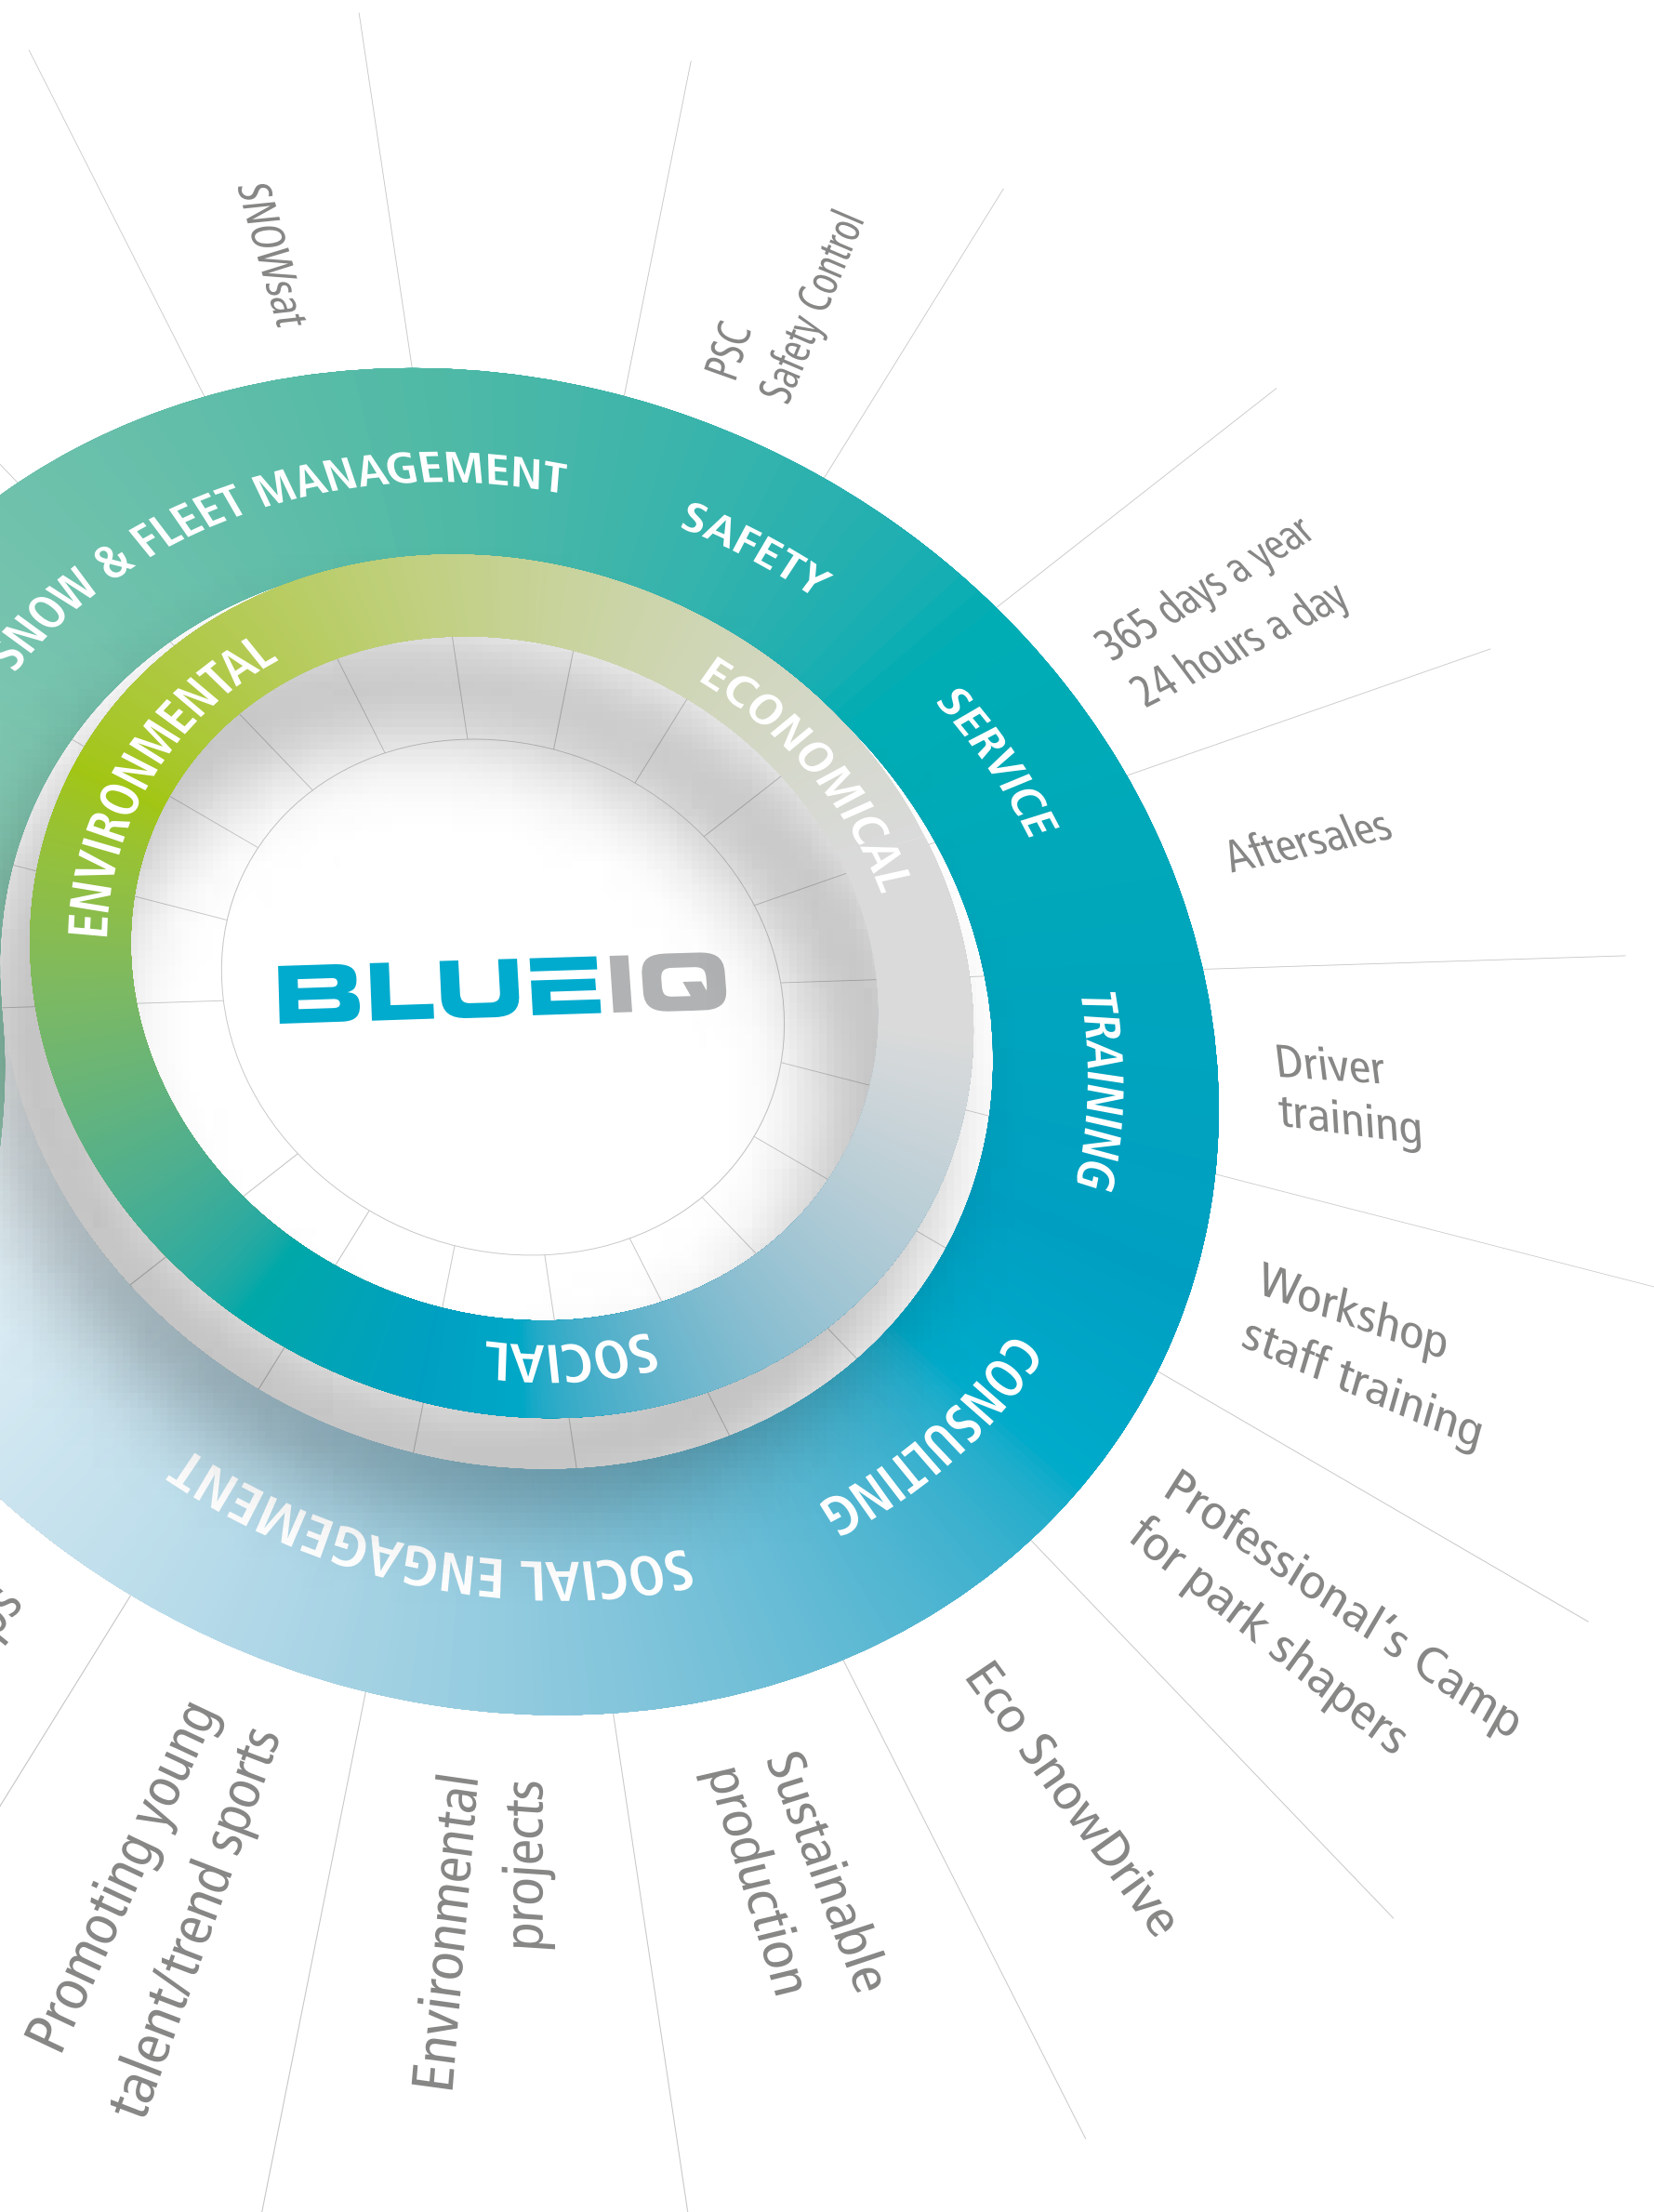 SNOWsat
PSC
Safety Control
365 days a year
24 hours a day
Aftersales
Driver
training
Workshop
staff training
Professional‘s Camp
for park shapers
Eco SnowDrive
Sustainable
production
Environmental
projects
Promoting young
talent/trend sports
SNOW & FLEET MANAGEMENT
SAFETY
SERVICE
TRAINING
CONSULTING
SOCIAL ENGAGEMENT
ENVIRONMENTAL
ECONOMICAL
SOCIAL
BLUEIQ